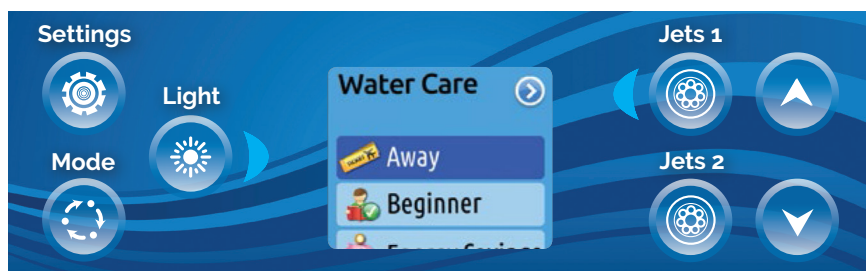 Settings
Jets 1
Light
Water Care
Mode
Away
Jets 2
Beginner